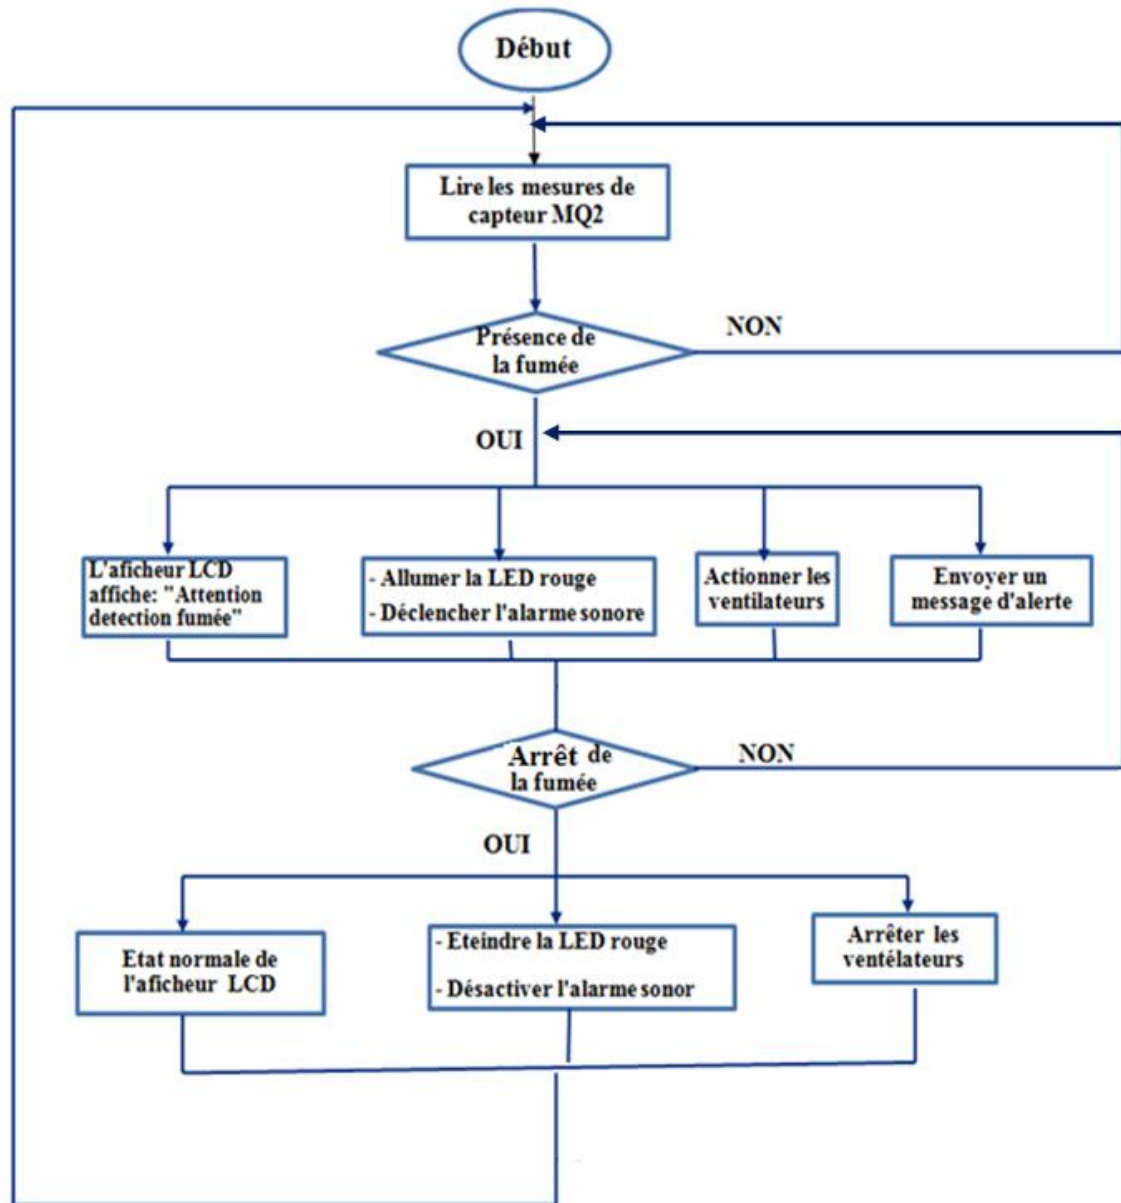 Début
Lire les mesures de
capteur MQ2
Présence de
la fumée
NON
OUI
L'aficheur LCD
affiche: "Attention
detection fumée"
- Allumer la LED rouge
- Déclencher l'alarme sonore
Actionner les
ventilateurs
Envoyer un
message d'alerte
Arrêt de
la fumée
NON
OUI
Etat normale de
l'aficheur LCD
- Eteindre la LED rouge
- Désactiver l'alarme sonor
Arrêter les
ventélateurs